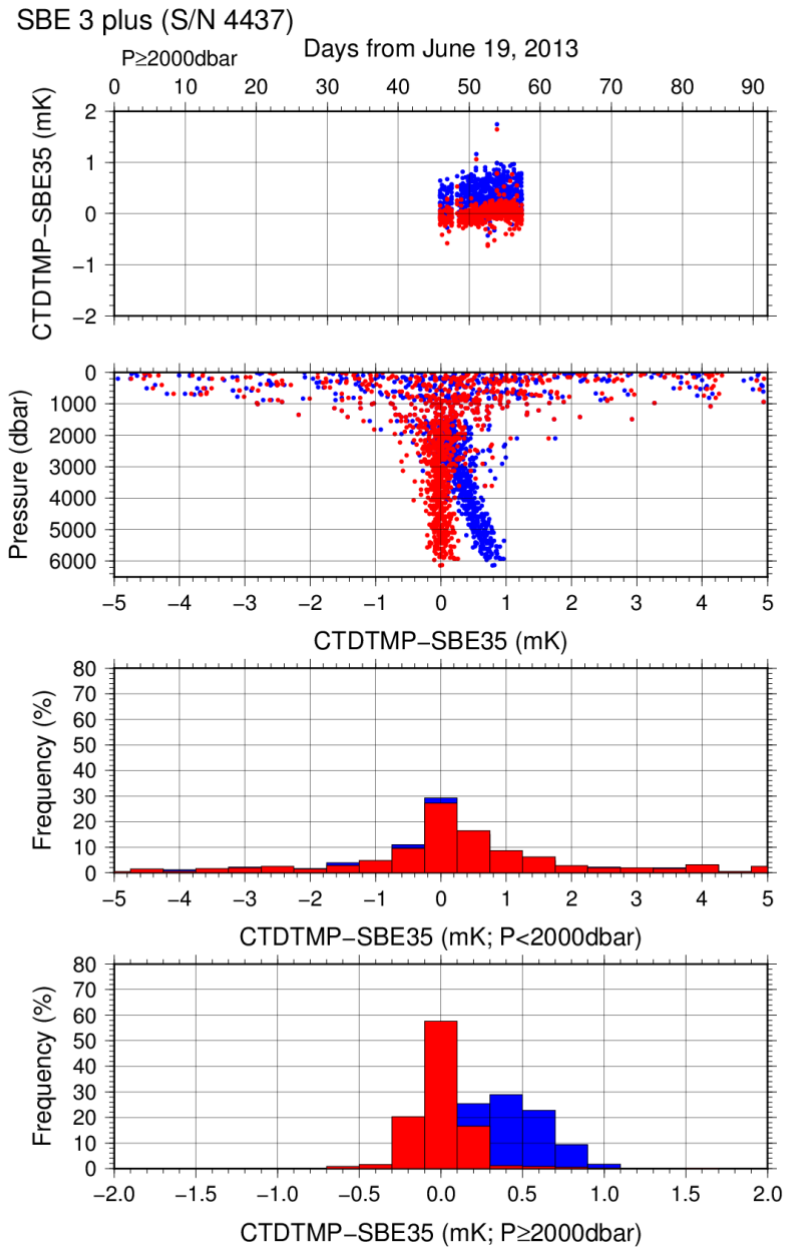 SBE 3 plus (S/N 4437)
Days from June 19, 2013
P≥2000dbar
0 10 20 30 40 50 60 70 80 90
CTDTMP−SBE35 (mK)
2
1
0
−1
−2
Pressure (dbar)
0
1000
2000
3000
4000
5000
6000
−5 −4 −3 −2 −1 0 1 2 3 4 5
CTDTMP−SBE35 (mK)
Frequency (%)
80
70
60
50
40
30
20
10
0
−5 −4 −3 −2 −1 0 1 2 3 4 5
CTDTMP−SBE35 (mK; P<2000dbar)
Frequency (%)
80
70
60
50
40
30
20
10
0
−2.0 −1.5 −1.0 −0.5 0.0 0.5 1.0 1.5 2.0
CTDTMP−SBE35 (mK; P≥2000dbar)